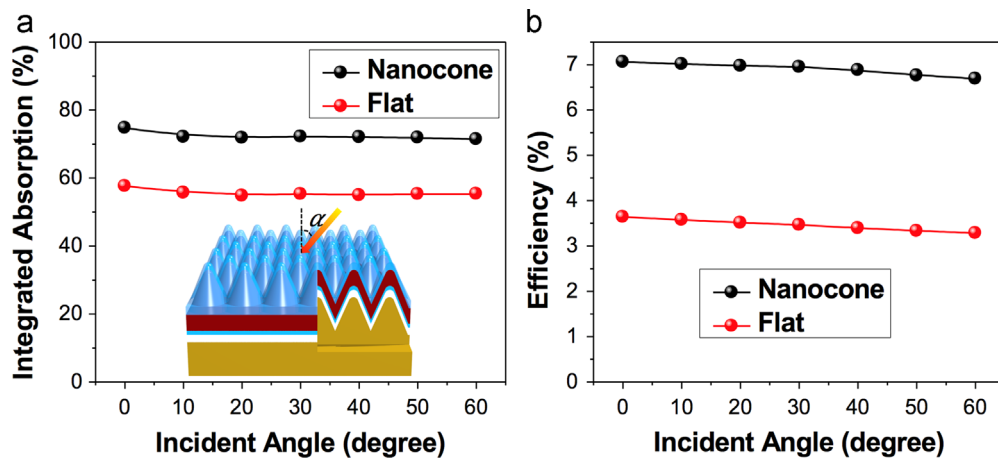 a
Integrated Absorption (%)
100
80
60
40
20
0
Nanocone
Flat
α
0 10 20 30 40 50 60
Incident Angle (degree)
b
Efficiency (%)
7
6
5
4
3
2
1
0
Nanocone
Flat
0 10 20 30 40 50 60
Incident Angle (degree)